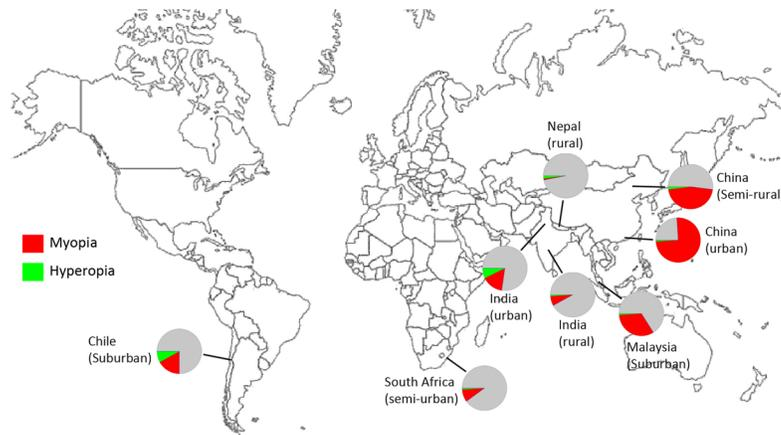 Nepal
(rural)
China
(Semi-rural
China
(urban)
Myopia
Hyperopia
India
(urban)
India
(rural)
Malaysia
(Suburban)
Chile
(Suburban)
South Africa
(semi-urban)